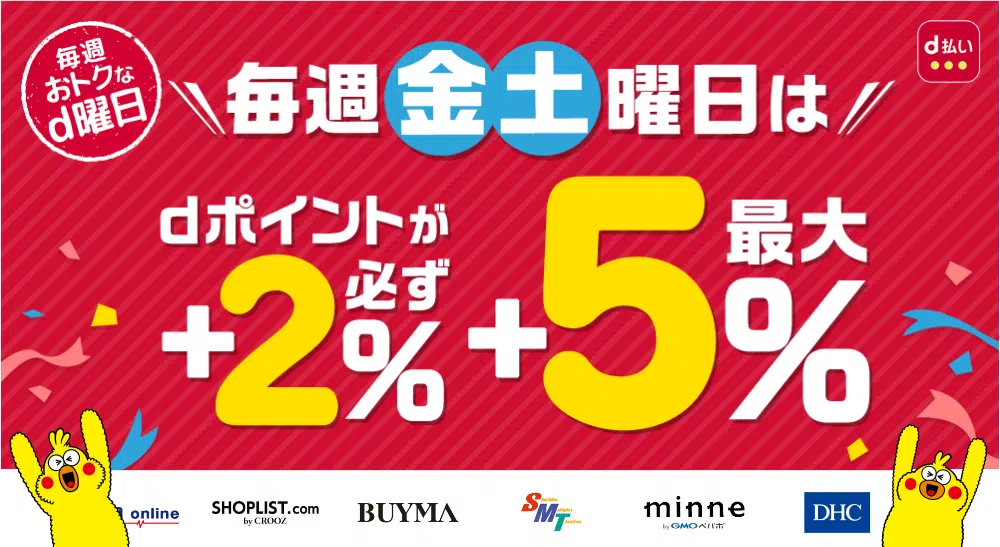 毎週
おトクな
d曜日
毎週金土曜日は
d払い
dポイントが
必ず
+2%
最大
+5%
online
SHOPLIST.com
by CROOZ
BUYMA
SMT
minne
by GMOペパボ
DHC